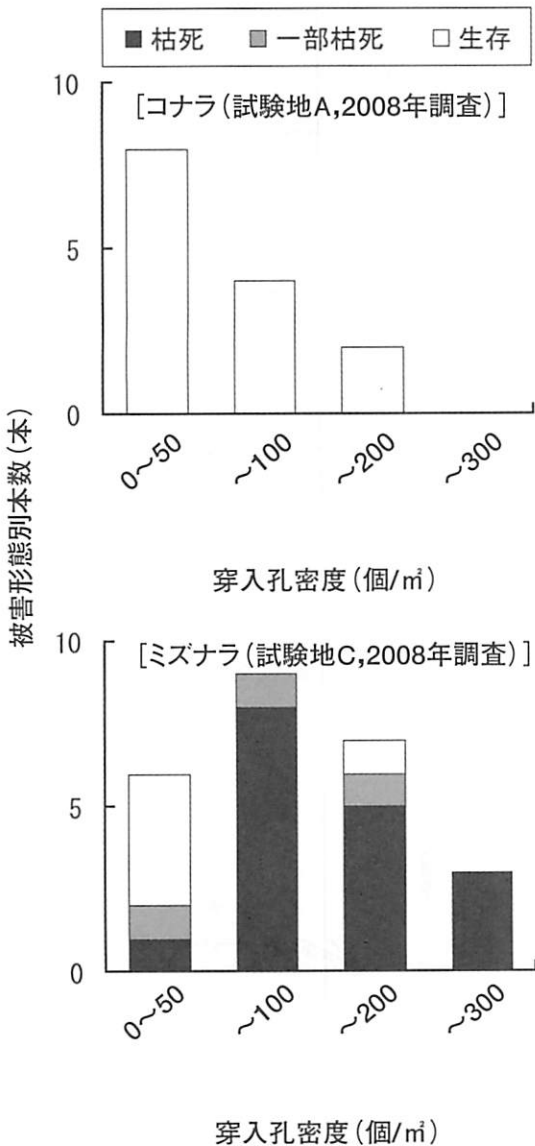 ■ 枯死 ■ 一部枯死 □ 生存
[コナラ(試験地A,2008年調査)]
10
5
0
0～50 ～100 ～200 ～300
穿入孔密度(個/㎡)
被害形態別本数(本)
[ミズナラ(試験地C,2008年調査)]
10
5
0
0～50 ～100 ～200 ～300
穿入孔密度(個/㎡)